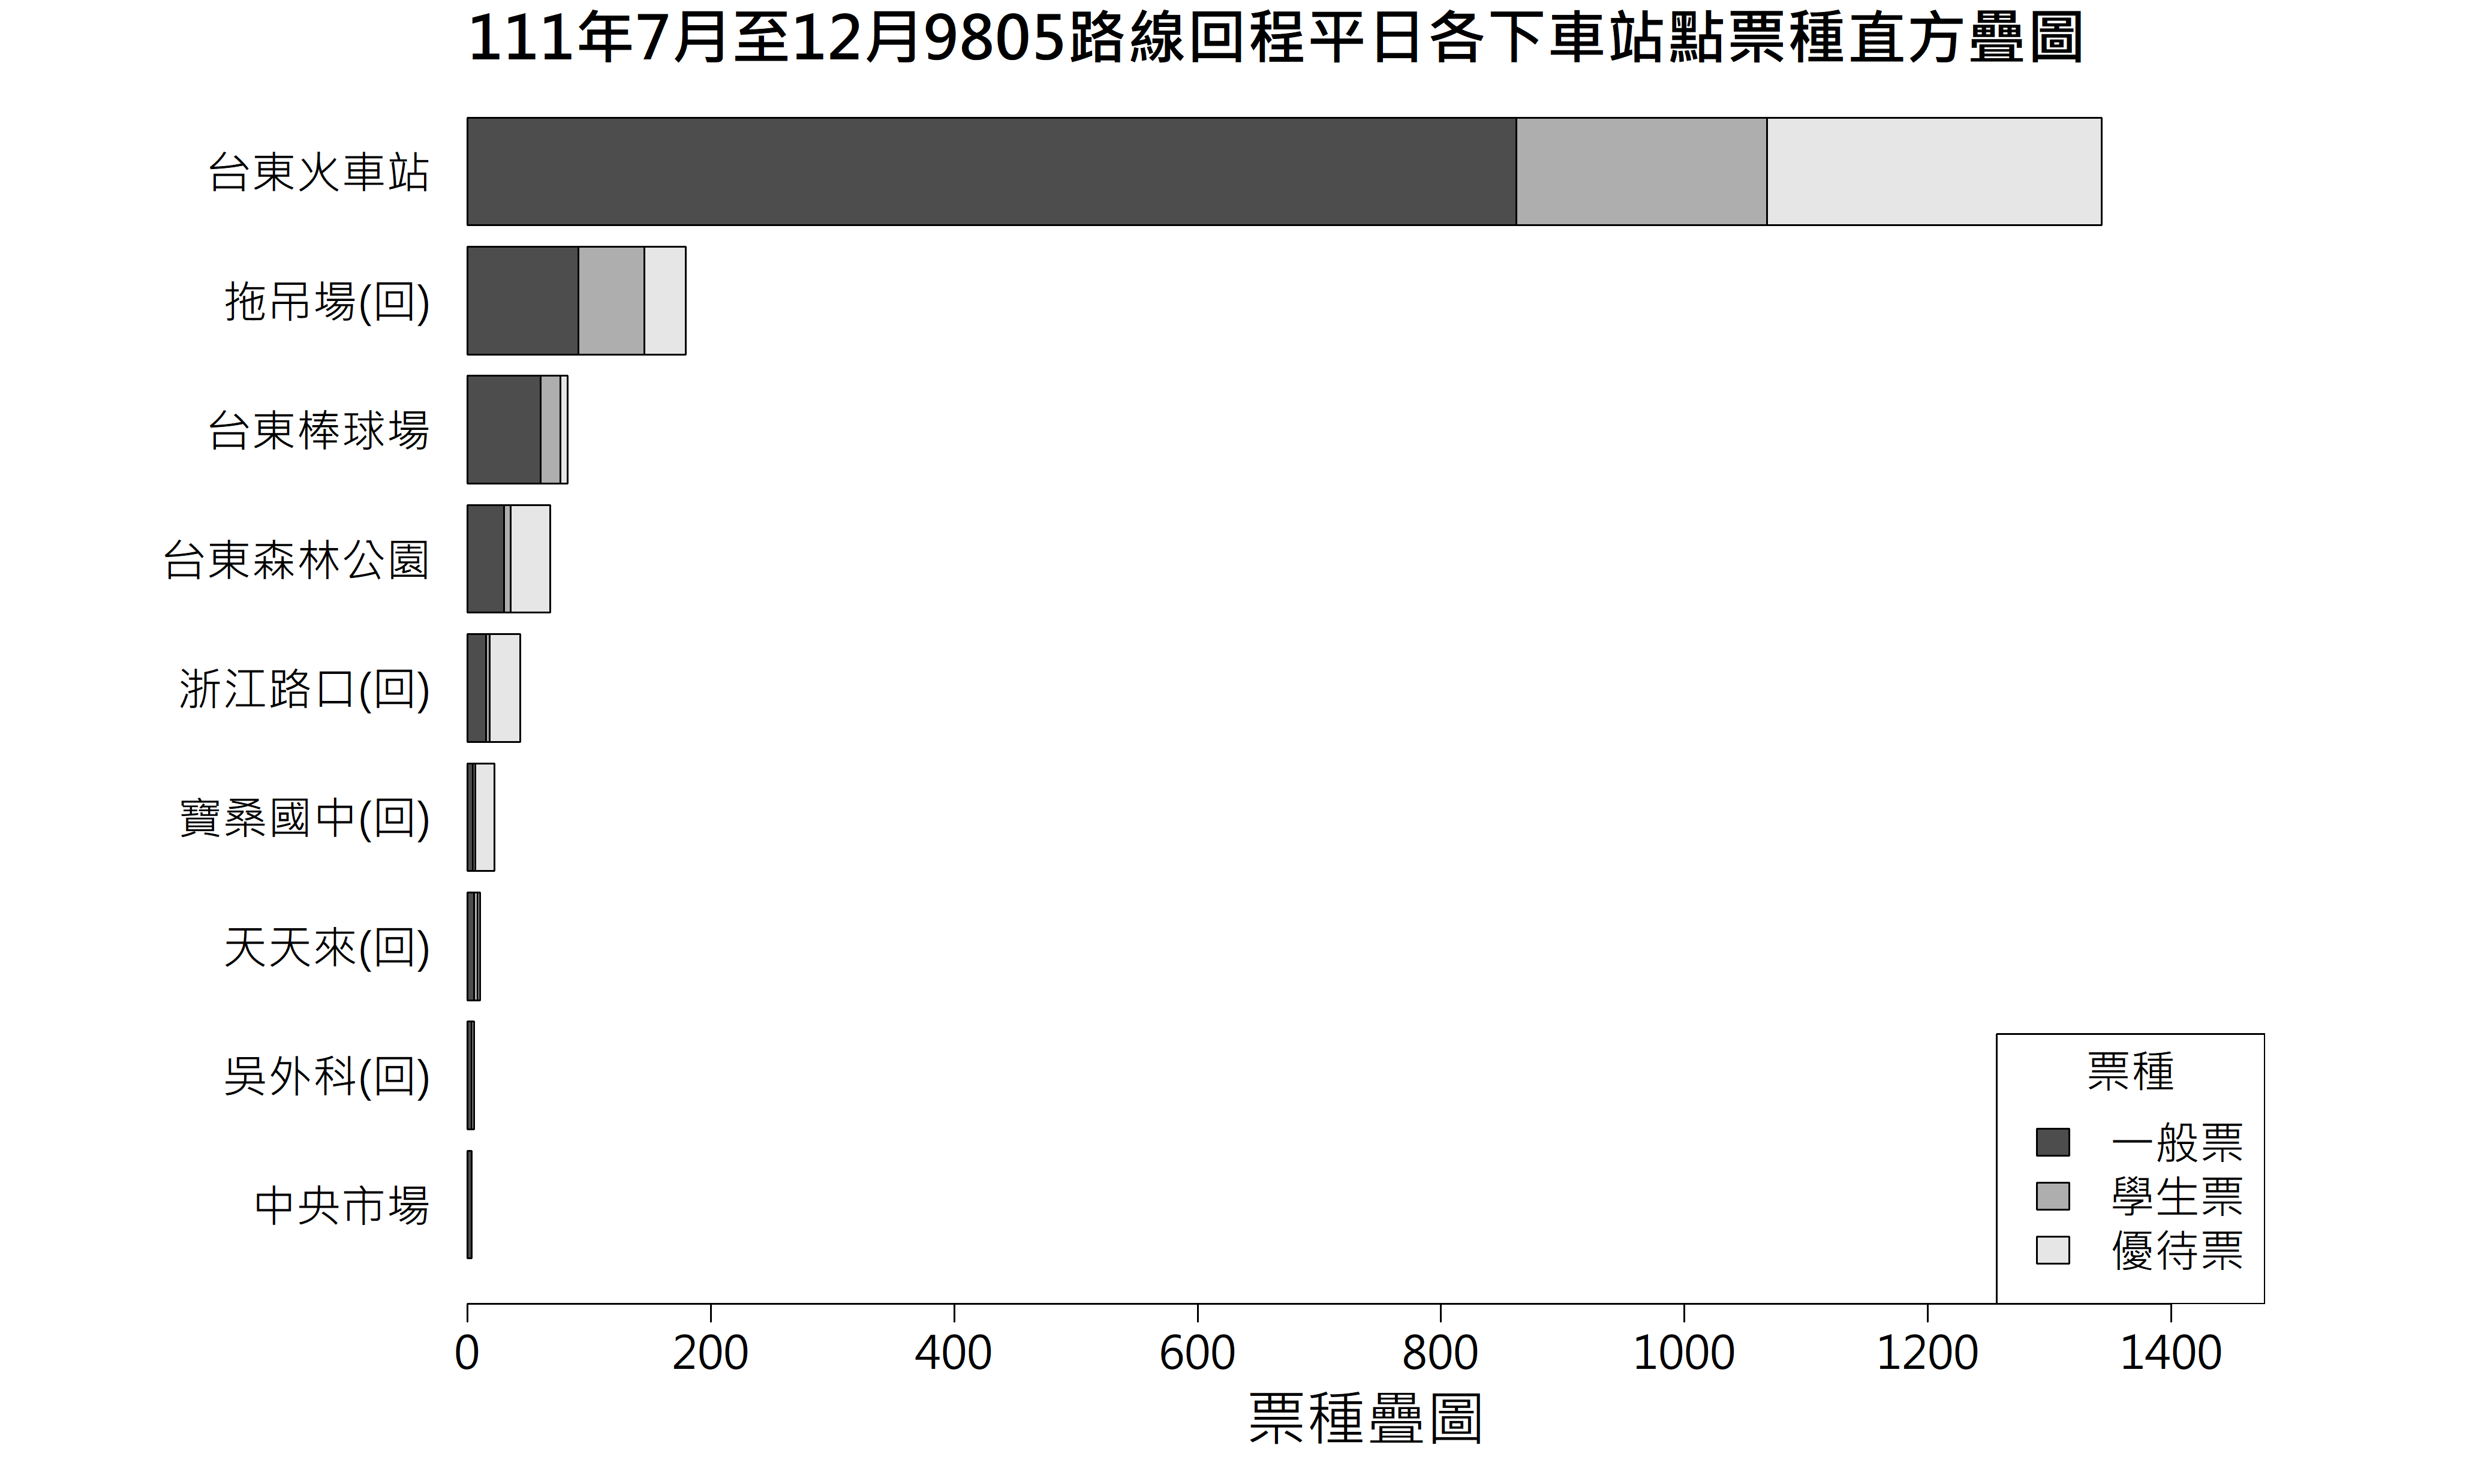 111年7月至12月9805路線回程平日各下車站點票種直方疊圖
台東火車站
拖吊場(回)
台東棒球場
台東森林公園
浙江路口(回)
寶桑國中(回)
天天來(回)
吳外科(回)
中央市場
票種
一般票
學生票
優待票
0 200 400 600 800 1000 1200 1400
票種疊圖